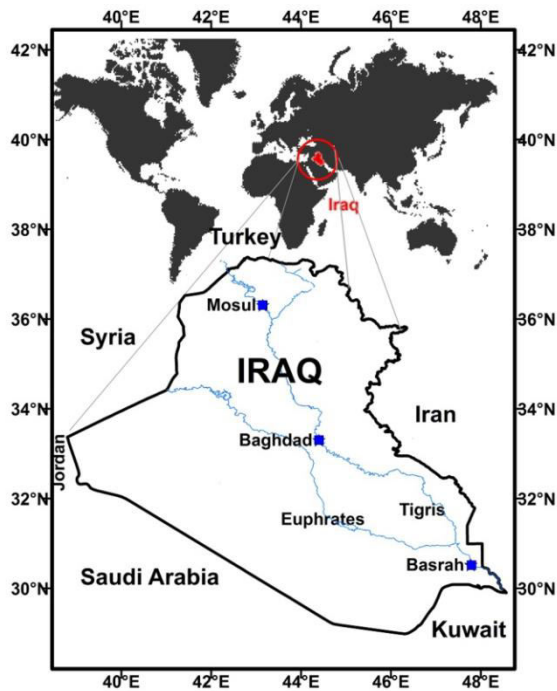 40°E 42°E 44°E 46°E 48°E
42°N 42°N
40°N 40°N
Iraq
38°N 38°N
Turkey
Mosul
36°N 36°N
Syria
IRAQ
34°N Iran 34°N
Baghdad
Jordan
32°N 32°N
Tigris
Euphrates
Basrah
30°N 30°N
Saudi Arabia
Kuwait
40°E 42°E 44°E 46°E 48°E